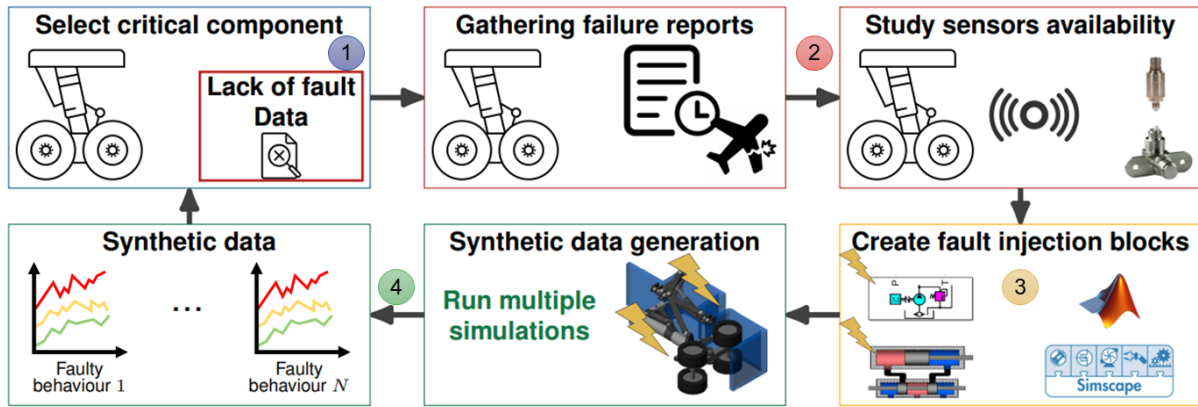 Select critical component
1
Lack of fault
Data
Gathering failure reports
2
Study sensors availability
Synthetic data
Faulty
behaviour 1
...
Faulty
behaviour N
4
Synthetic data generation
Run multiple
simulations
Create fault injection blocks
P
T
M
3
Simscape